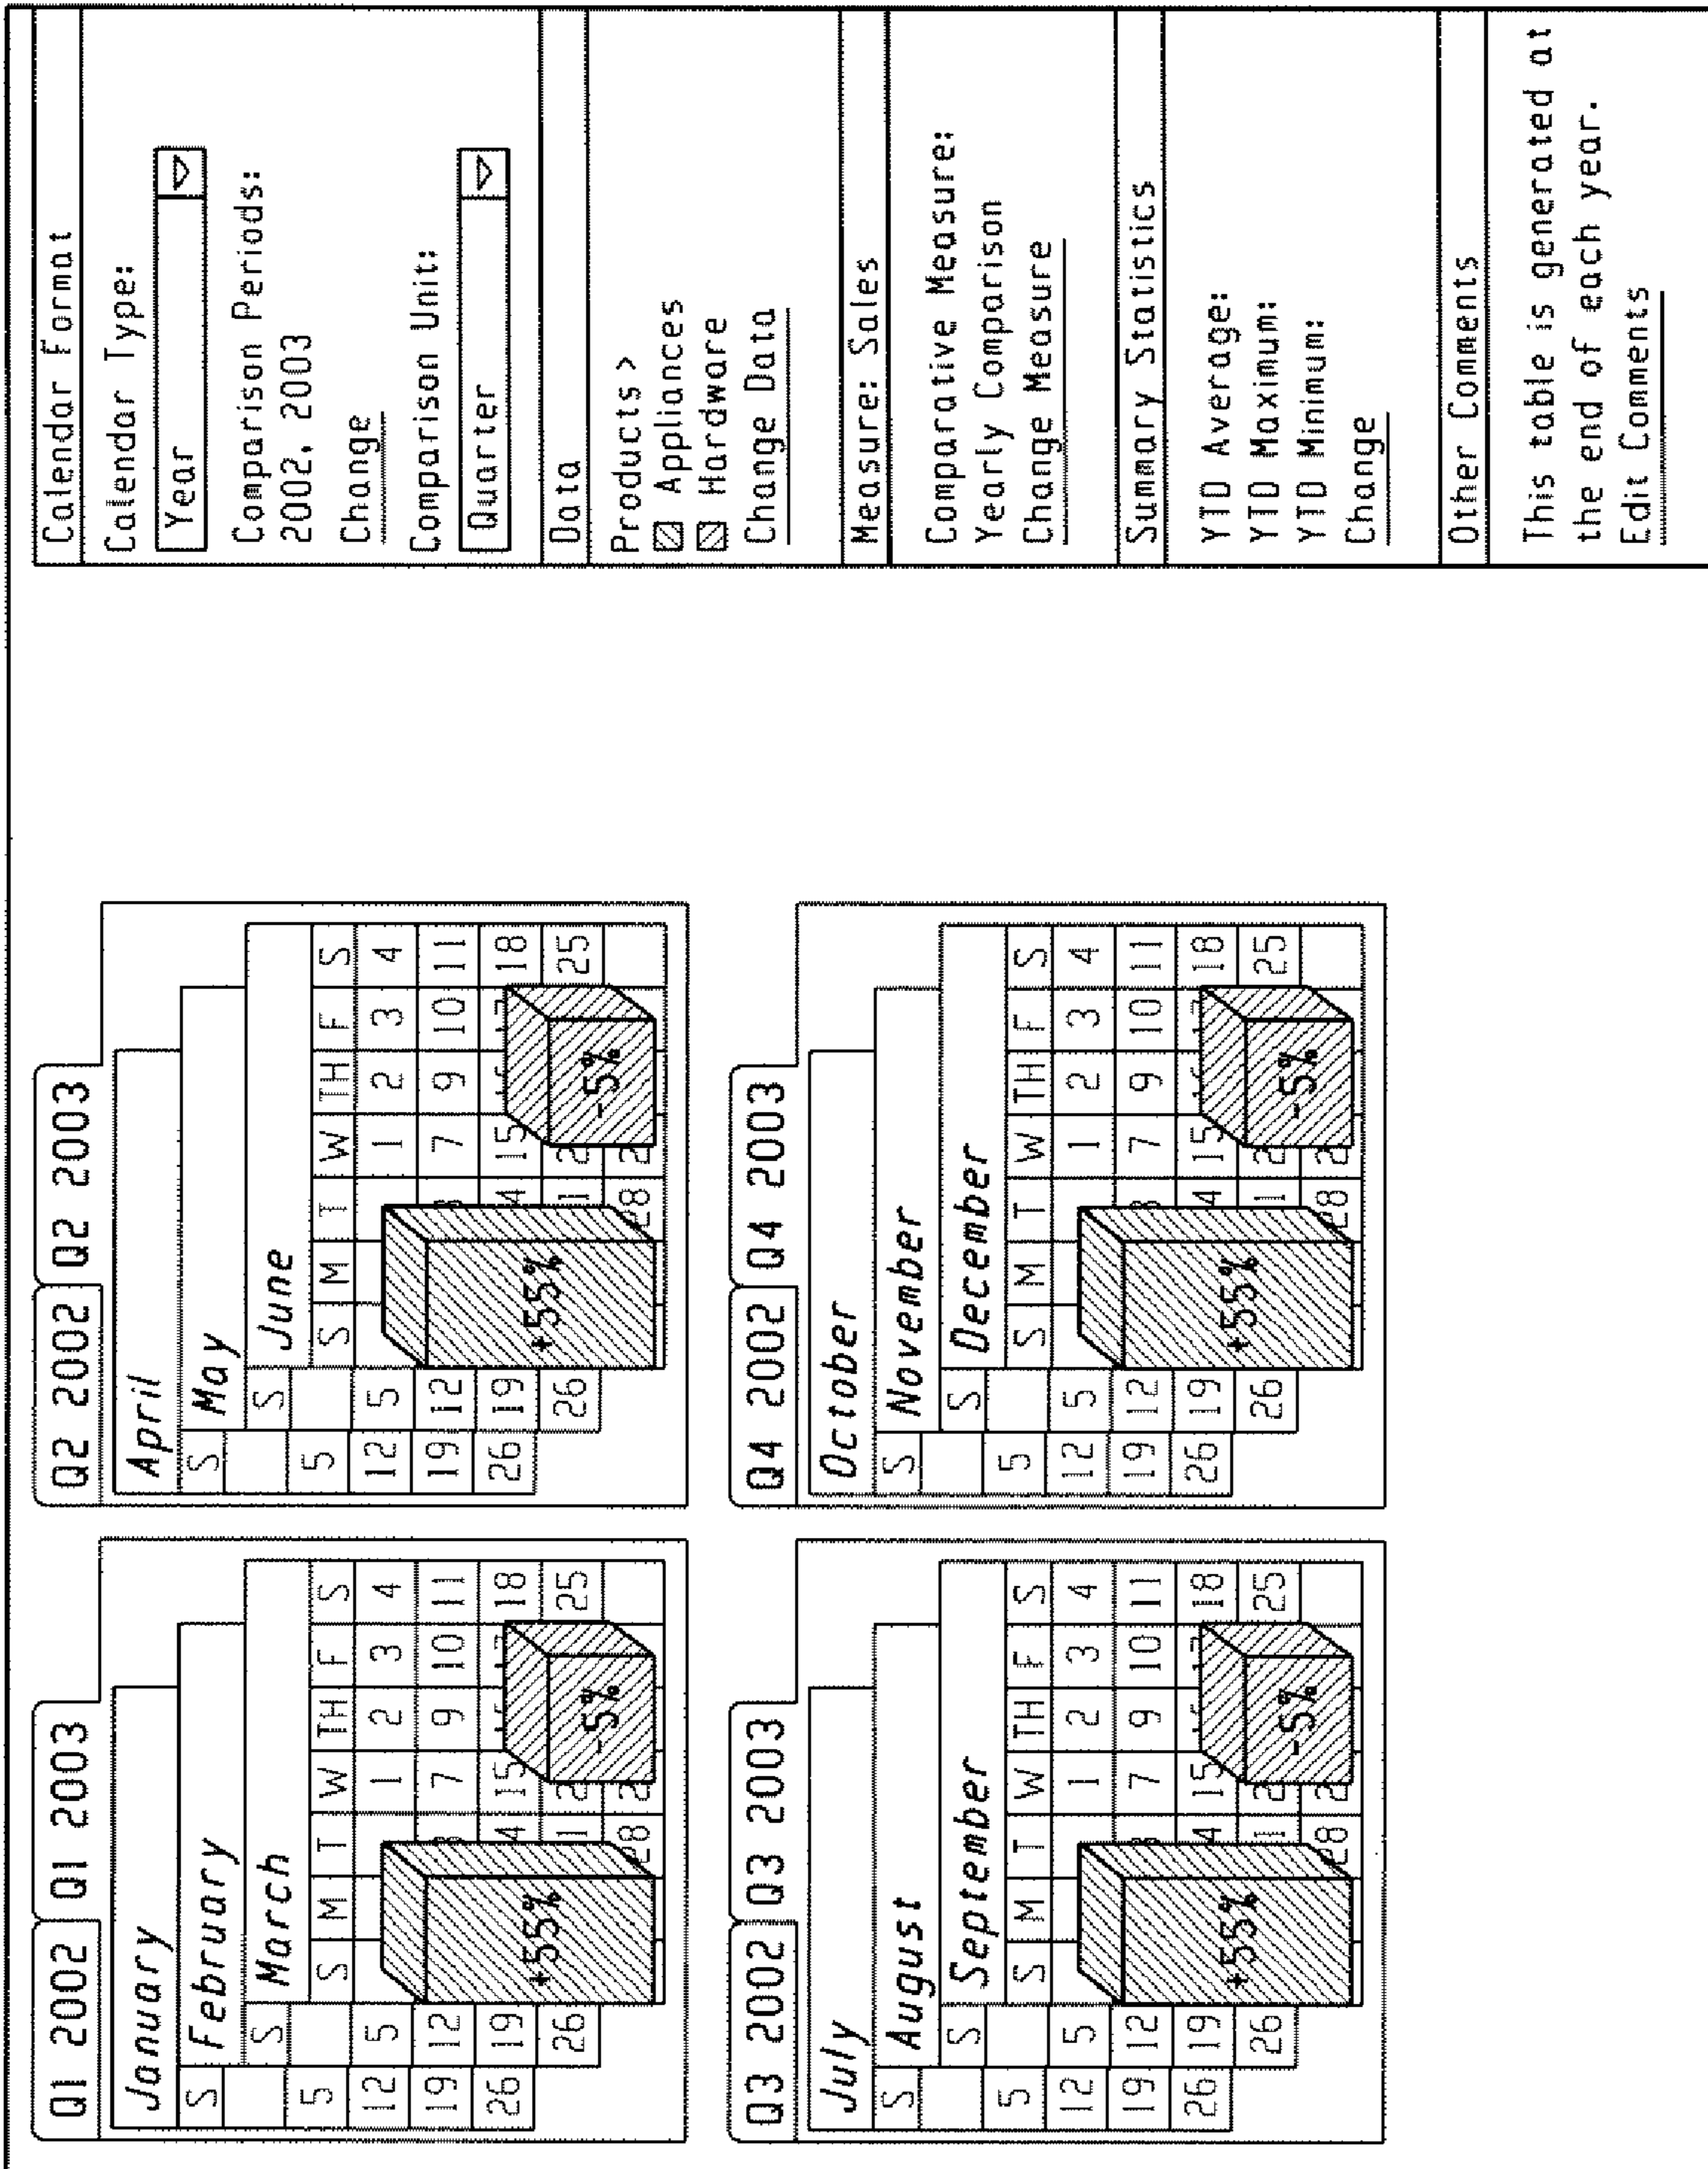 Q1 2002 Q1 2003
January
February
March
S
S
S M T W TH F S
5
12
19
26
5
12
19
26
1 2 3 4
7 9 10 11
15 18
25
28
+55%
-5%
Q2 2002 Q2 2003
April
May
June
S
S
S M T W TH F S
5
12
19
26
5
12
19
26
1 2 3 4
7 9 10 11
15 18
25
28
+55%
-5%
Q3 2002 Q3 2003
July
August
September
S
S
S M T W TH F S
5
12
19
26
5
12
19
26
1 2 3 4
7 9 10 11
15 18
25
28
+55%
-5%
Q4 2002 Q4 2003
October
November
December
S
S
S M T W TH F S
5
12
19
26
5
12
19
26
1 2 3 4
7 9 10 11
15 18
25
28
+55%
-5%
Calendar Format
Calendar Type:
Year
Comparison Periods:
2002, 2003
Change
Comparison Unit:
Quarter
Data
Products >
Appliances
Hardware
Change Data
Measure: Sales
Comparative Measure:
Yearly Comparison
Change Measure
Summary Statistics
YTD Average:
YTD Maximum:
YTD Minimum:
Change
Other Comments
This table is generated at
the end of each year.
Edit Comments